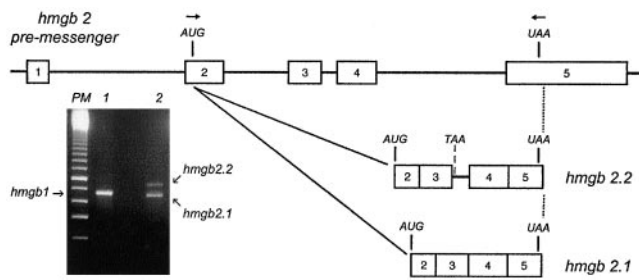 hmgb 2
pre-messenger
AUG
UAA
1
2
3
4
5
PM
1
2
hmgb1
hmgb2.2
hmgb2.1
AUG
TAA
UAA
2
3
4
5
hmgb 2.2
AUG
UAA
2
3
4
5
hmgb 2.1